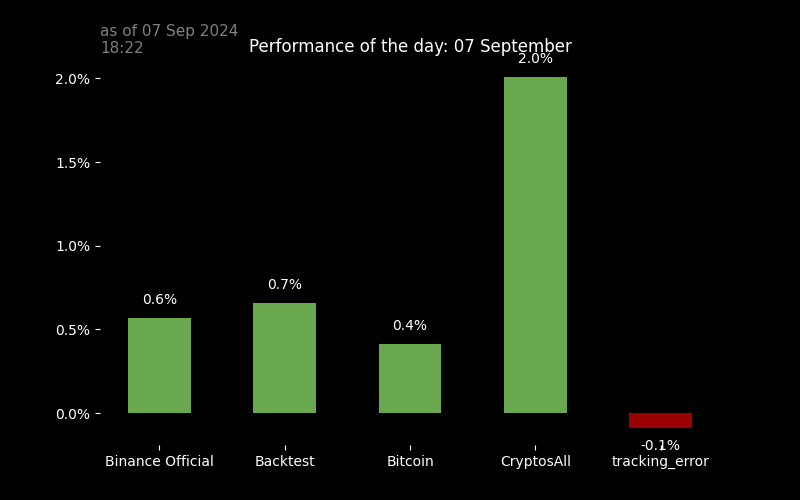 as of 07 Sep 2024
18:22
Performance of the day: 07 September
2.0%
2.0%
1.5%
1.0%
0.7%
0.6%
0.4%
0.5%
0.0%
-0.1%
Binance Official
Backtest
Bitcoin
CryptosAll
tracking_error